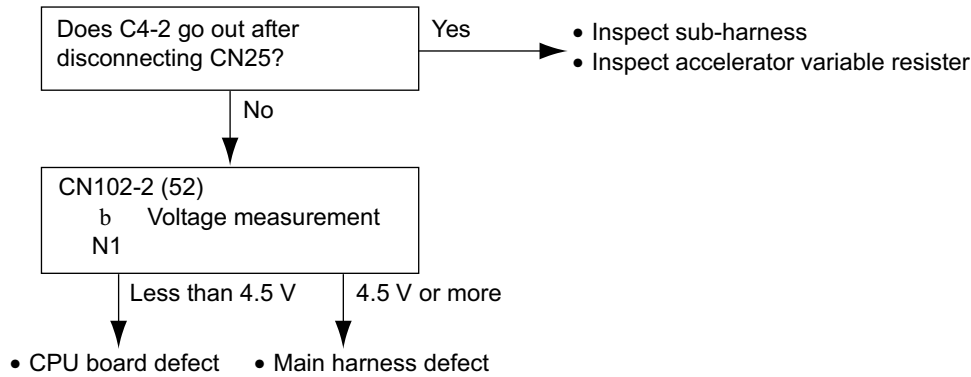 Does C4-2 go out after
disconnecting CN25?
Yes
• Inspect sub-harness
• Inspect accelerator variable resister
No
CN102-2 (52)
b Voltage measurement
N1
Less than 4.5 V
4.5 V or more
• CPU board defect
• Main harness defect